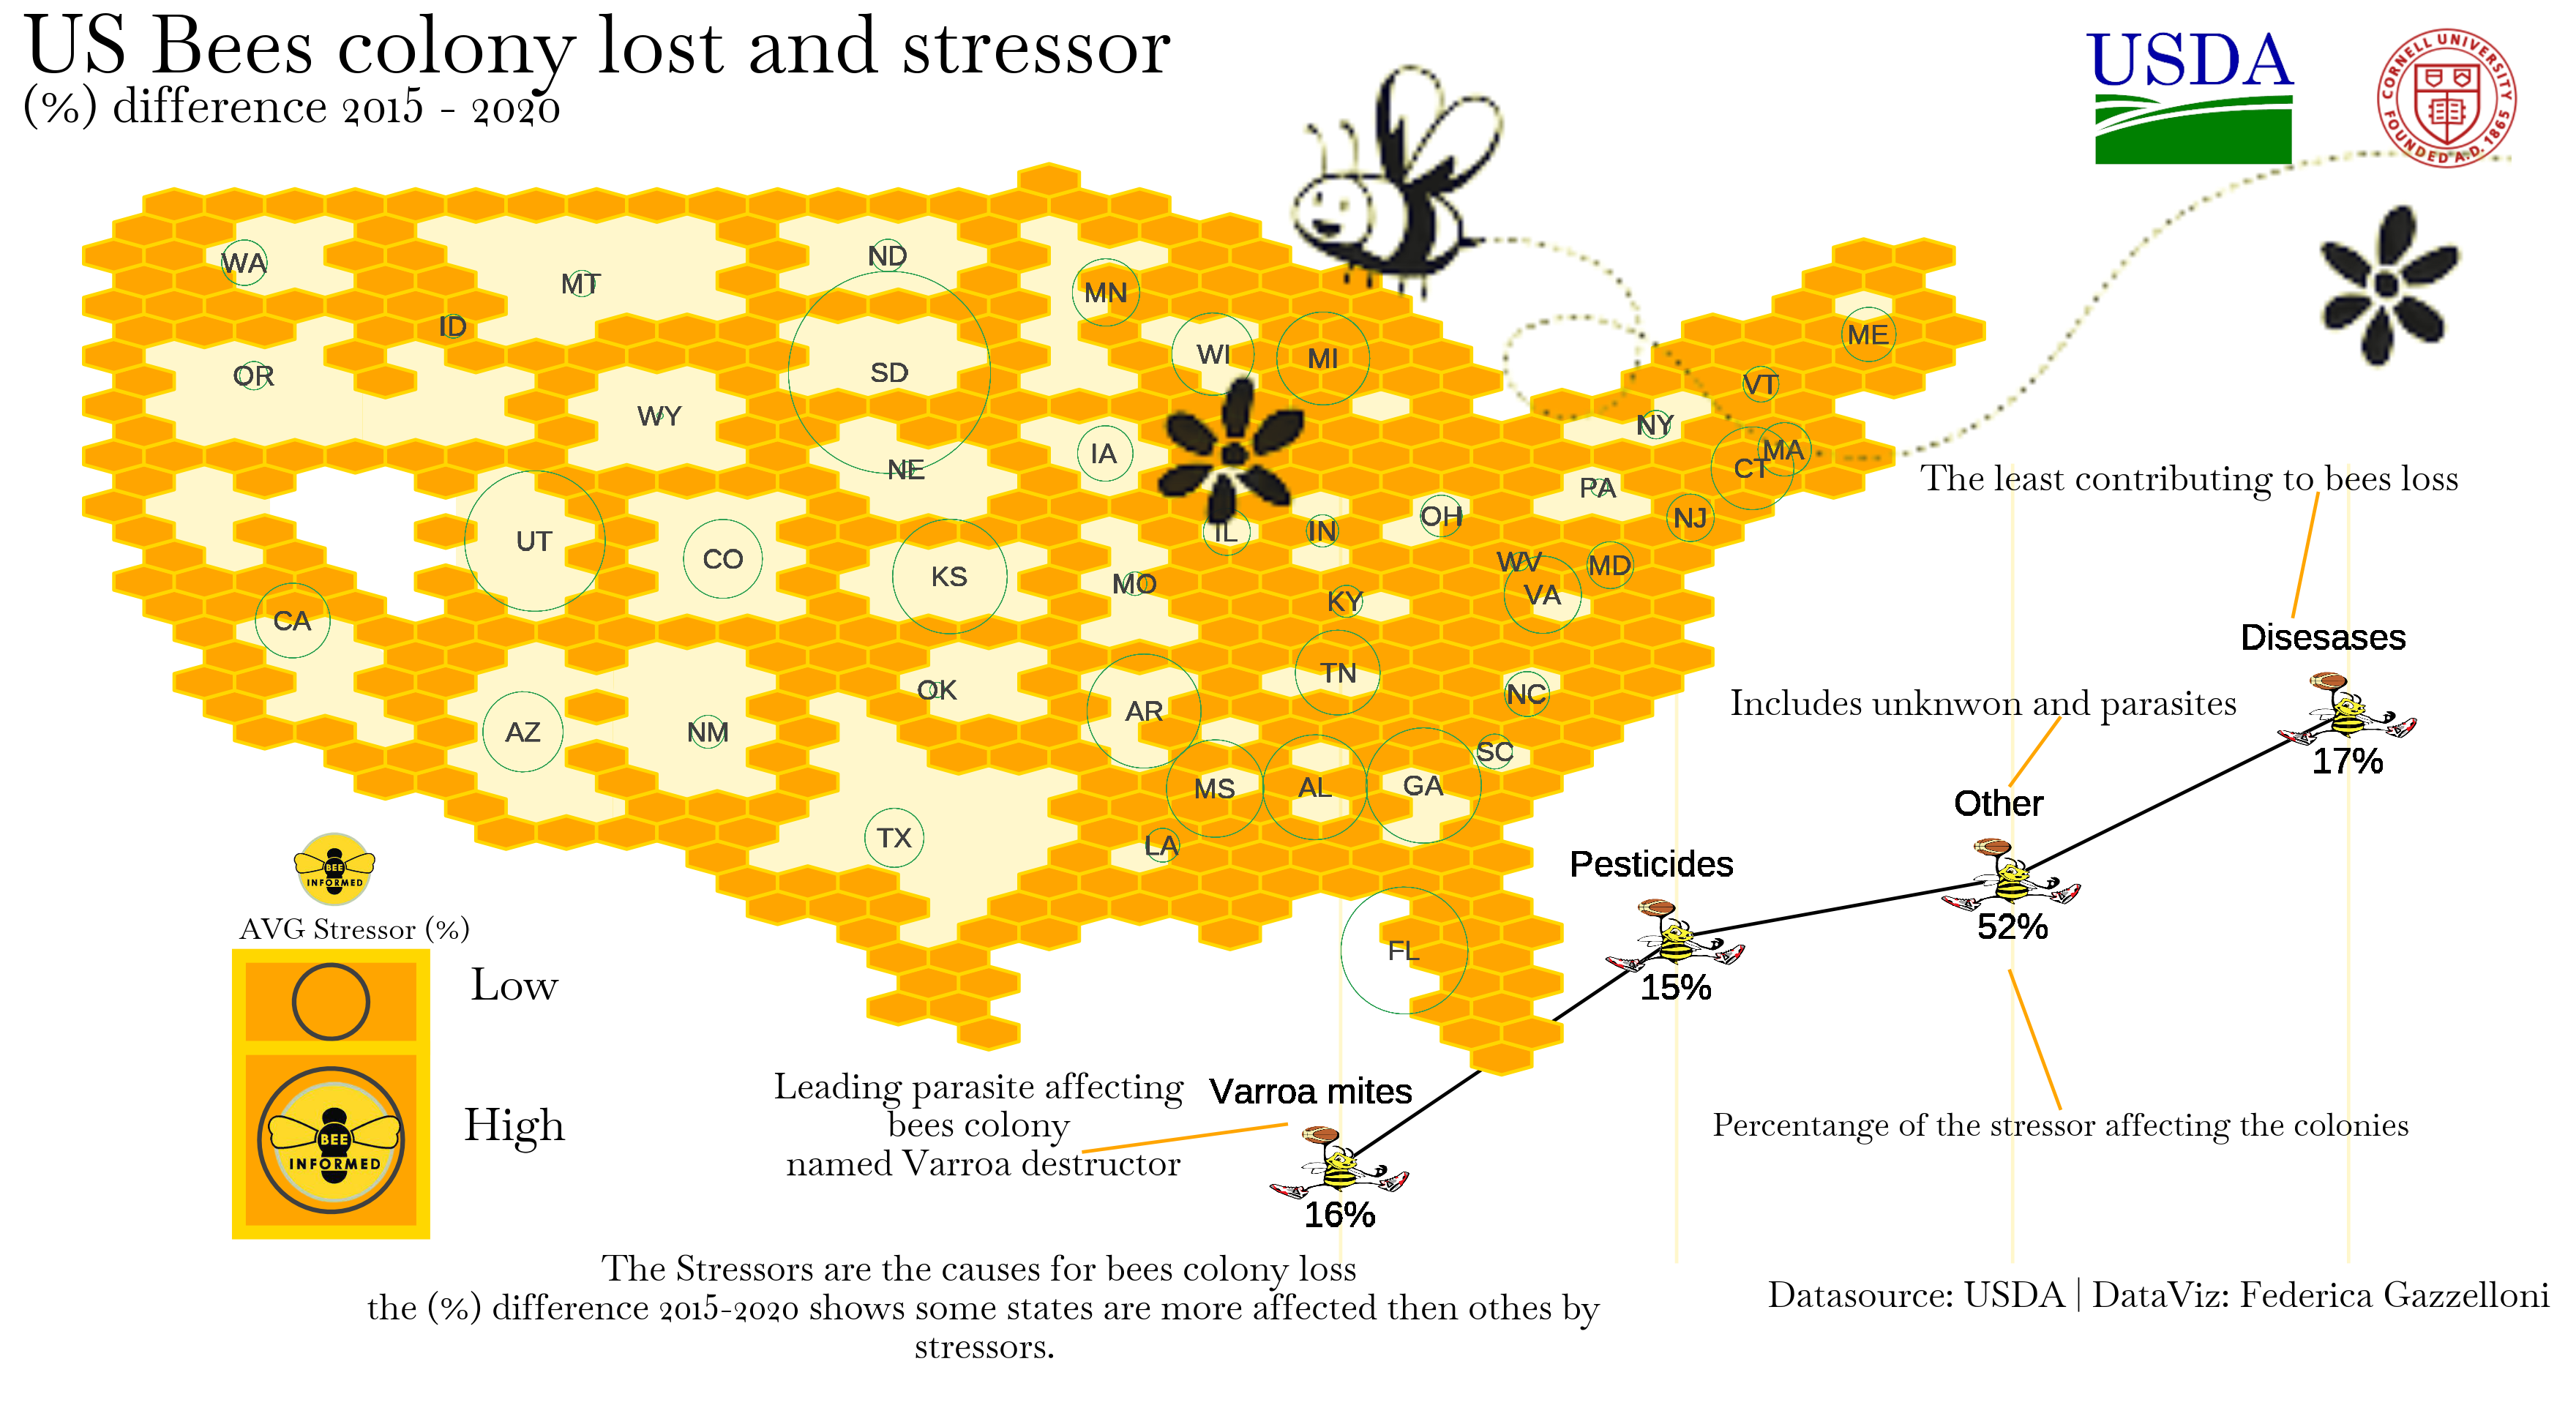 US Bees colony lost and stressor
(%) difference 2015 - 2020
USDA
CORNELL UNIVERSITY
FOUNDED A.D. 1865
WA
MT
ND
MN
ID
OR
WY
SD
WI
MI
ME
VT
NY
MA
CT
NE
IA
PA
NJ
UT
CO
KS
MO
IL
IN
OH
WV
VA
MD
KY
CA
AZ
NM
OK
AR
TN
NC
SC
MS
AL
GA
TX
LA
FL
The least contributing to bees loss
Disesases
17%
Includes unknwon and parasites
Other
52%
Pesticides
15%
Percentange of the stressor affecting the colonies
Leading parasite affecting
bees colony
named Varroa destructor
Varroa mites
16%
BEE
INFORMED
AVG Stressor (%)
Low
High
BEE
INFORMED
The Stressors are the causes for bees colony loss
the (%) difference 2015-2020 shows some states are more affected then othes by
stressors.
Datasource: USDA | DataViz: Federica Gazzelloni